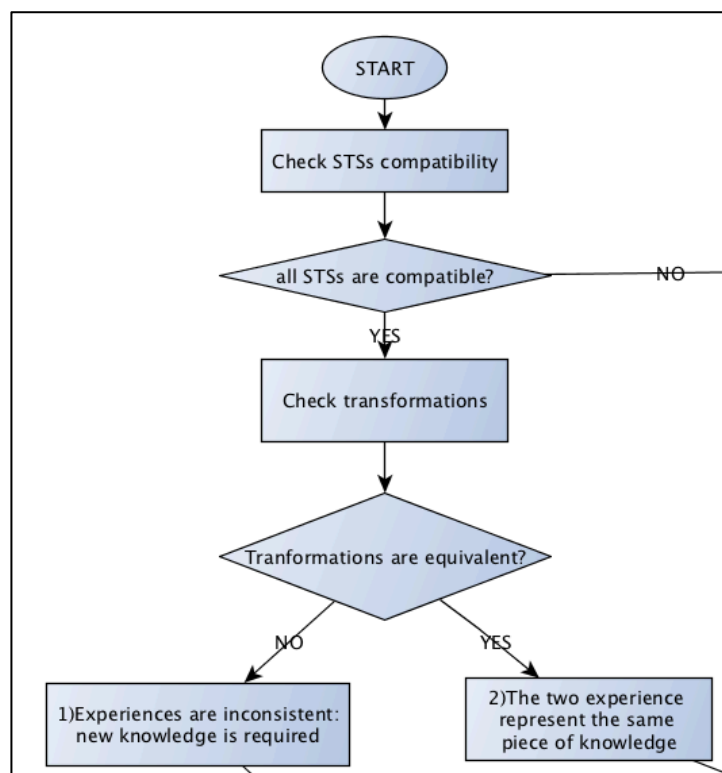 START
Check STSs compatibility
all STSs are compatible?
NO
YES
Check transformations
Tranformations are equivalent?
NO
YES
1)Experiences are inconsistent:
new knowledge is required
2)The two experience
represent the same
piece of knowledge